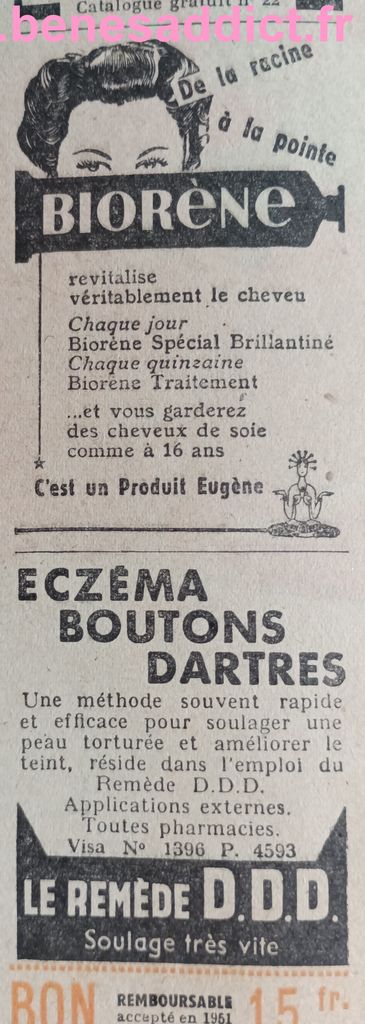 Catalogue gratuit n° 22
.benesaddict.fr
De la racine
à la pointe
BIORÈNE
revitalise
véritablement le cheveu
Chaque jour
Biorène Spécial Brillantiné
Chaque quinzaine
Biorène Traitement
...et vous garderez
des cheveux de soie
comme à 16 ans
C'est un Produit Eugène
ECZÉMA
BOUTONS
DARTRES
Une méthode souvent rapide
et efficace pour soulager une
peau torturée et améliorer le
teint, réside dans l'emploi du
Remède D.D.D.
Applications externes.
Toutes pharmacies.
Visa N° 1396 P. 4593
LE REMÈDE D.D.D.
Soulage très vite
BON REMBOURSABLE 15 fr.
accepté en 1951